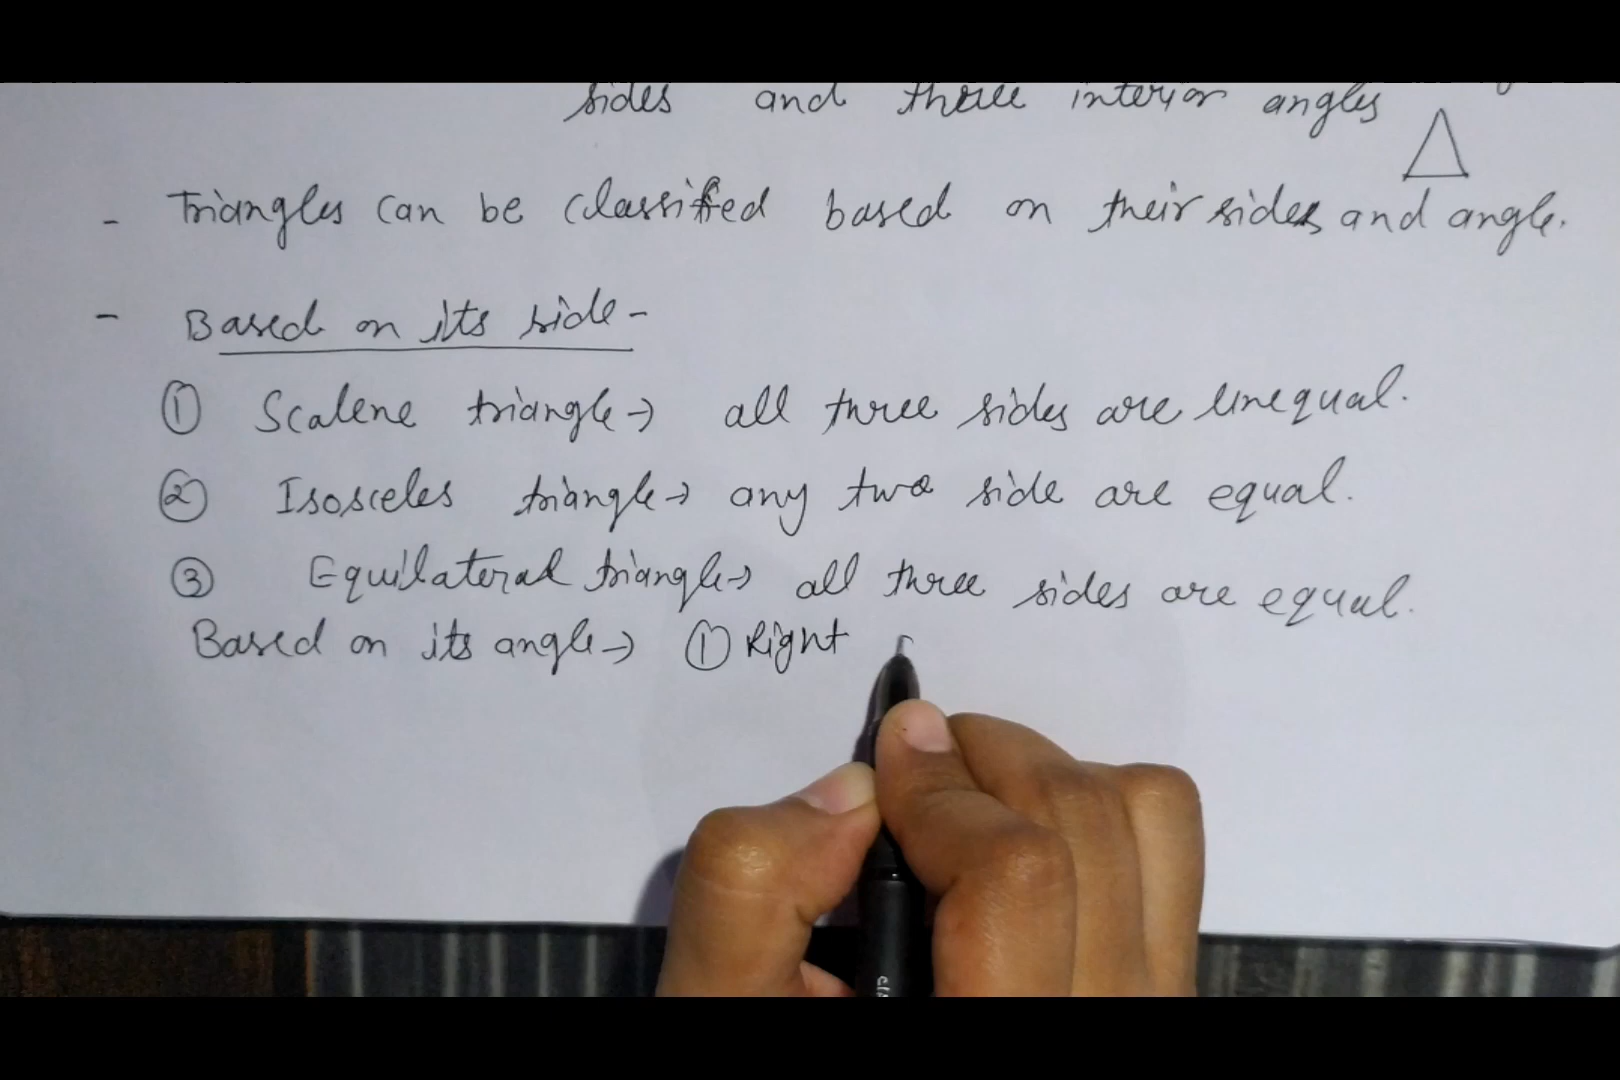 sides and three interior angles
- Triangles can be classified based on their sides and angle.
- Based on its side -
① Scalene triangle → all three sides are unequal.
② Isosceles triangle → any two side are equal.
③ Equilateral triangle → all three sides are equal.
Based on its angle → ① Right